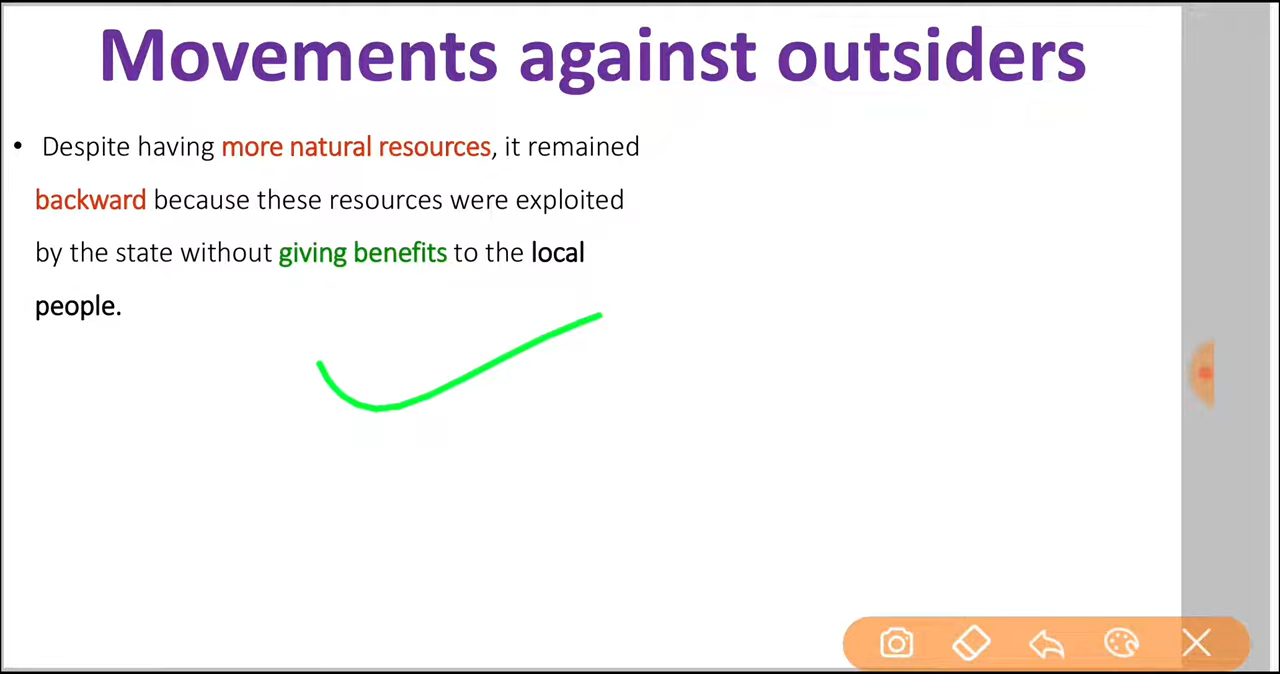 Movements against outsiders
• Despite having more natural resources, it remained
backward because these resources were exploited
by the state without giving benefits to the local
people.